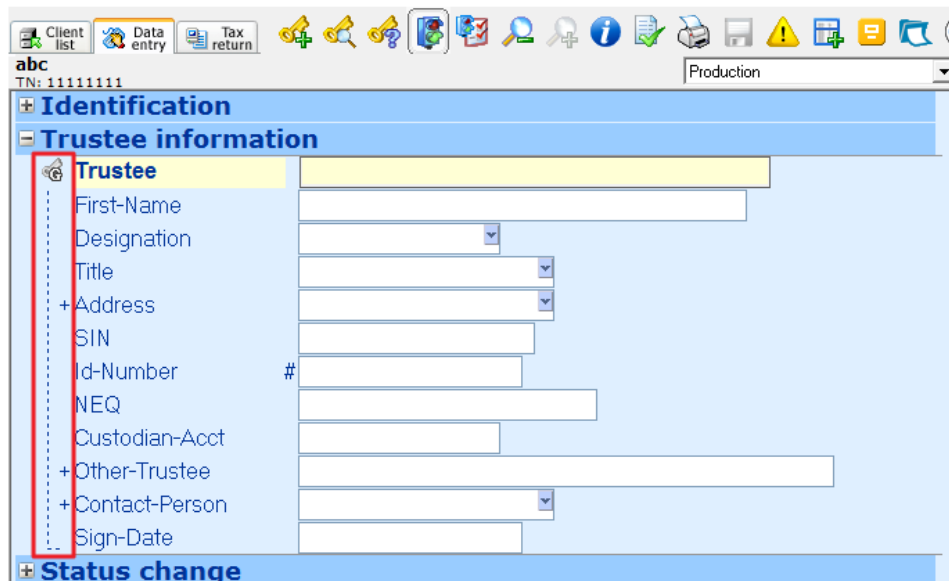 Client list
Data entry
Tax return
abc
TN: 11111111
Production
Identification
Trustee information
Trustee
First-Name
Designation
Title
+Address
SIN
Id-Number #
NEQ
Custodian-Acct
+Other-Trustee
+Contact-Person
Sign-Date
Status change